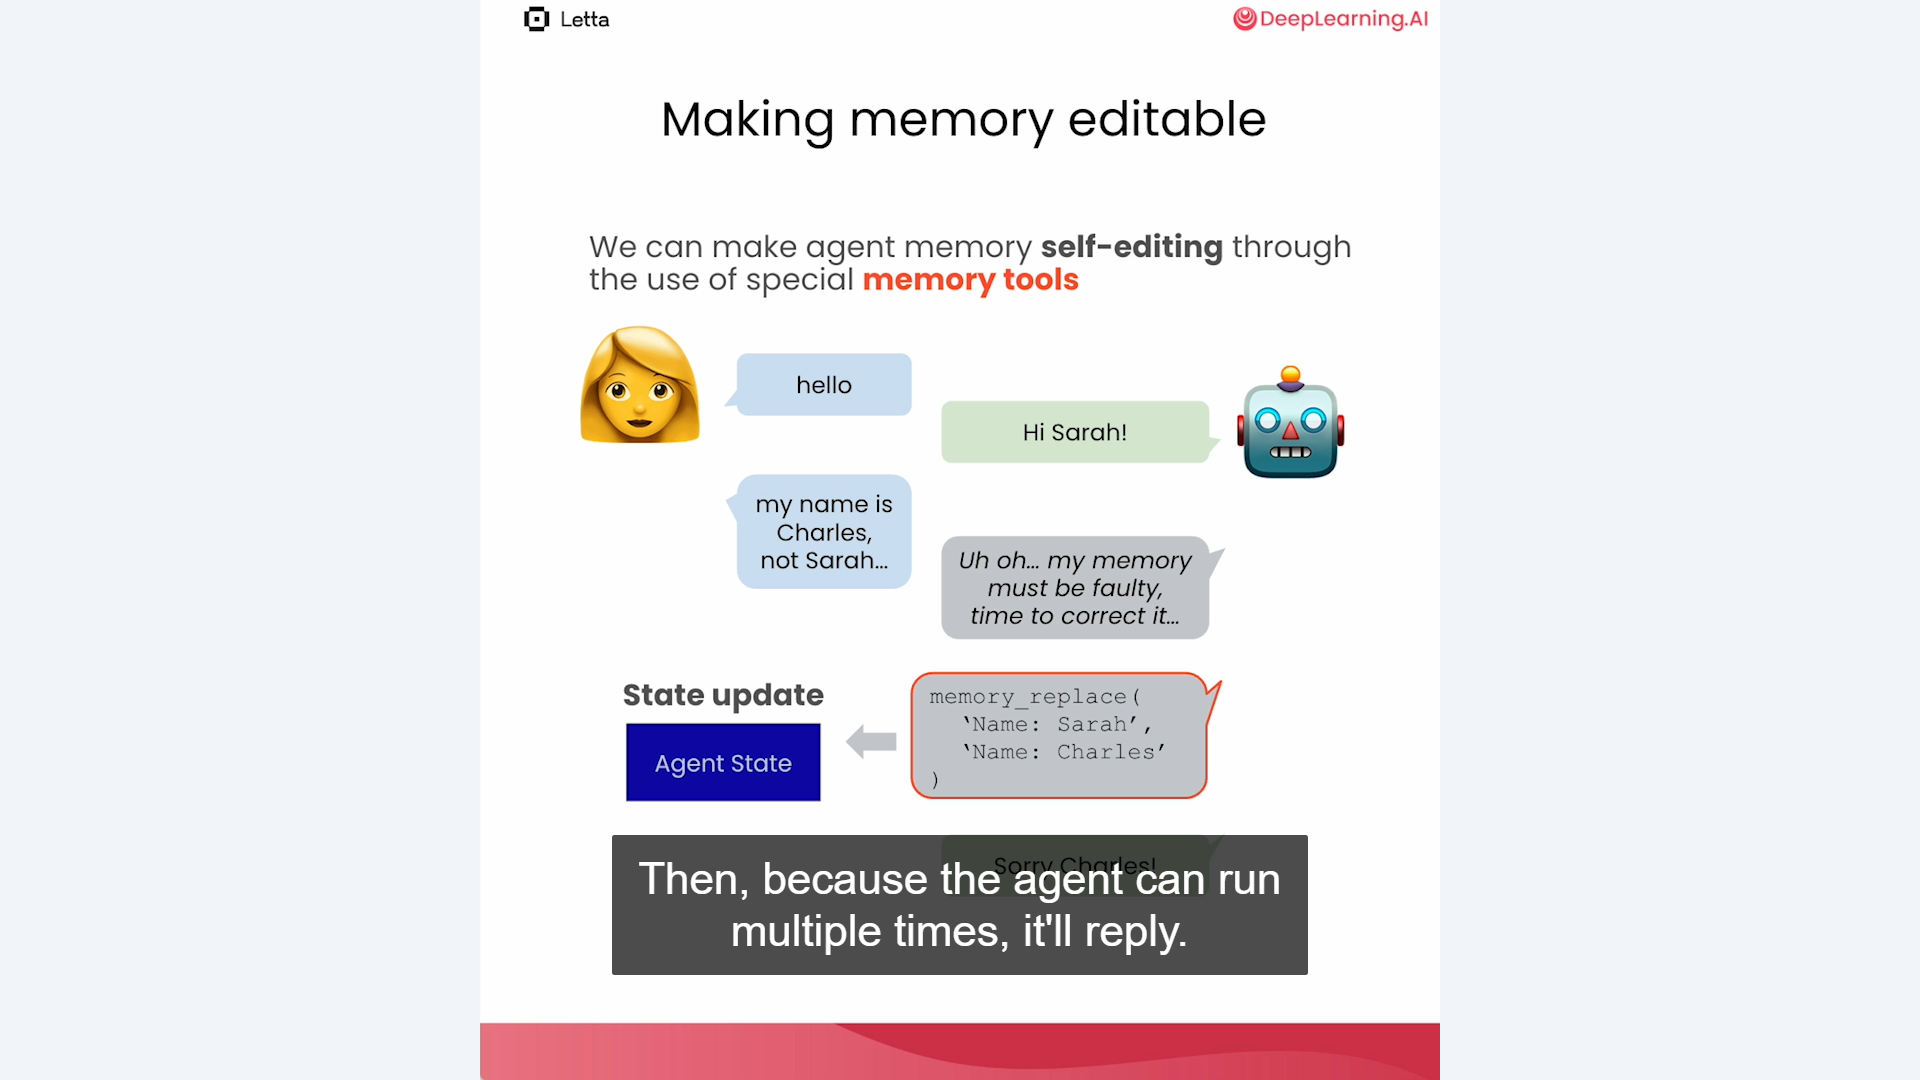 Letta
DeepLearning.AI
Making memory editable
We can make agent memory self-editing through
the use of special memory tools
hello
Hi Sarah!
my name is
Charles,
not Sarah...
Uh oh... my memory
must be faulty,
time to correct it...
State update
Agent State
memory_replace(
‘Name: Sarah’,
‘Name: Charles’
)
Sorry Charles!
Then, because the agent can run
multiple times, it'll reply.